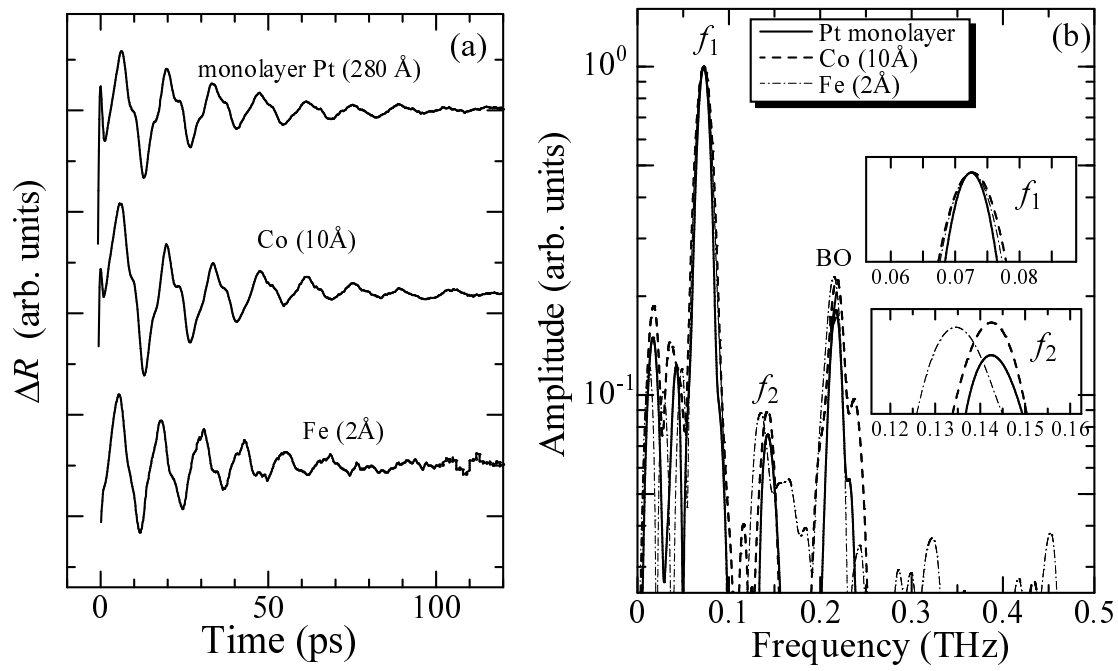 (a)
monolayer Pt (280 Å)
Co (10Å)
Fe (2Å)
ΔR (arb. units)
0 50 100
Time (ps)
(b)
Pt monolayer
Co (10Å)
Fe (2Å)
f1
f2
BO
10^0
10^-1
Amplitude (arb. units)
f1
0.06 0.07 0.08
f2
0.12 0.13 0.14 0.15 0.16
0 0.1 0.2 0.3 0.4 0.5
Frequency (THz)